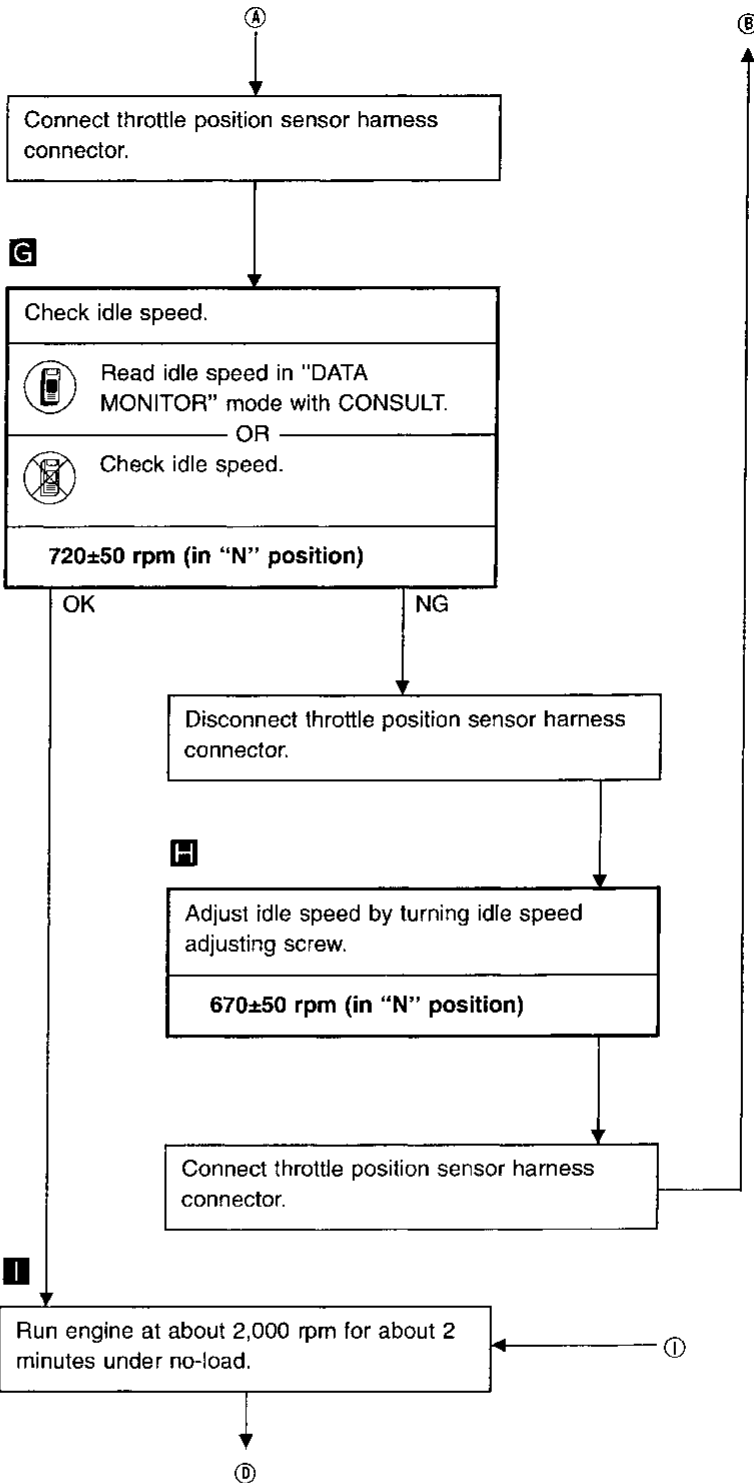 Ⓐ
Ⓑ
Connect throttle position sensor harness
connector.
G
Check idle speed.
Read idle speed in "DATA
MONITOR” mode with CONSULT.
OR
Check idle speed.
720±50 rpm (in “N” position)
OK
NG
Disconnect throttle position sensor harness
connector.
H
Adjust idle speed by turning idle speed
adjusting screw.
670±50 rpm (in “N” position)
Connect throttle position sensor harness
connector.
I
Run engine at about 2,000 rpm for about 2
minutes under no-load.
Ⓘ
Ⓓ